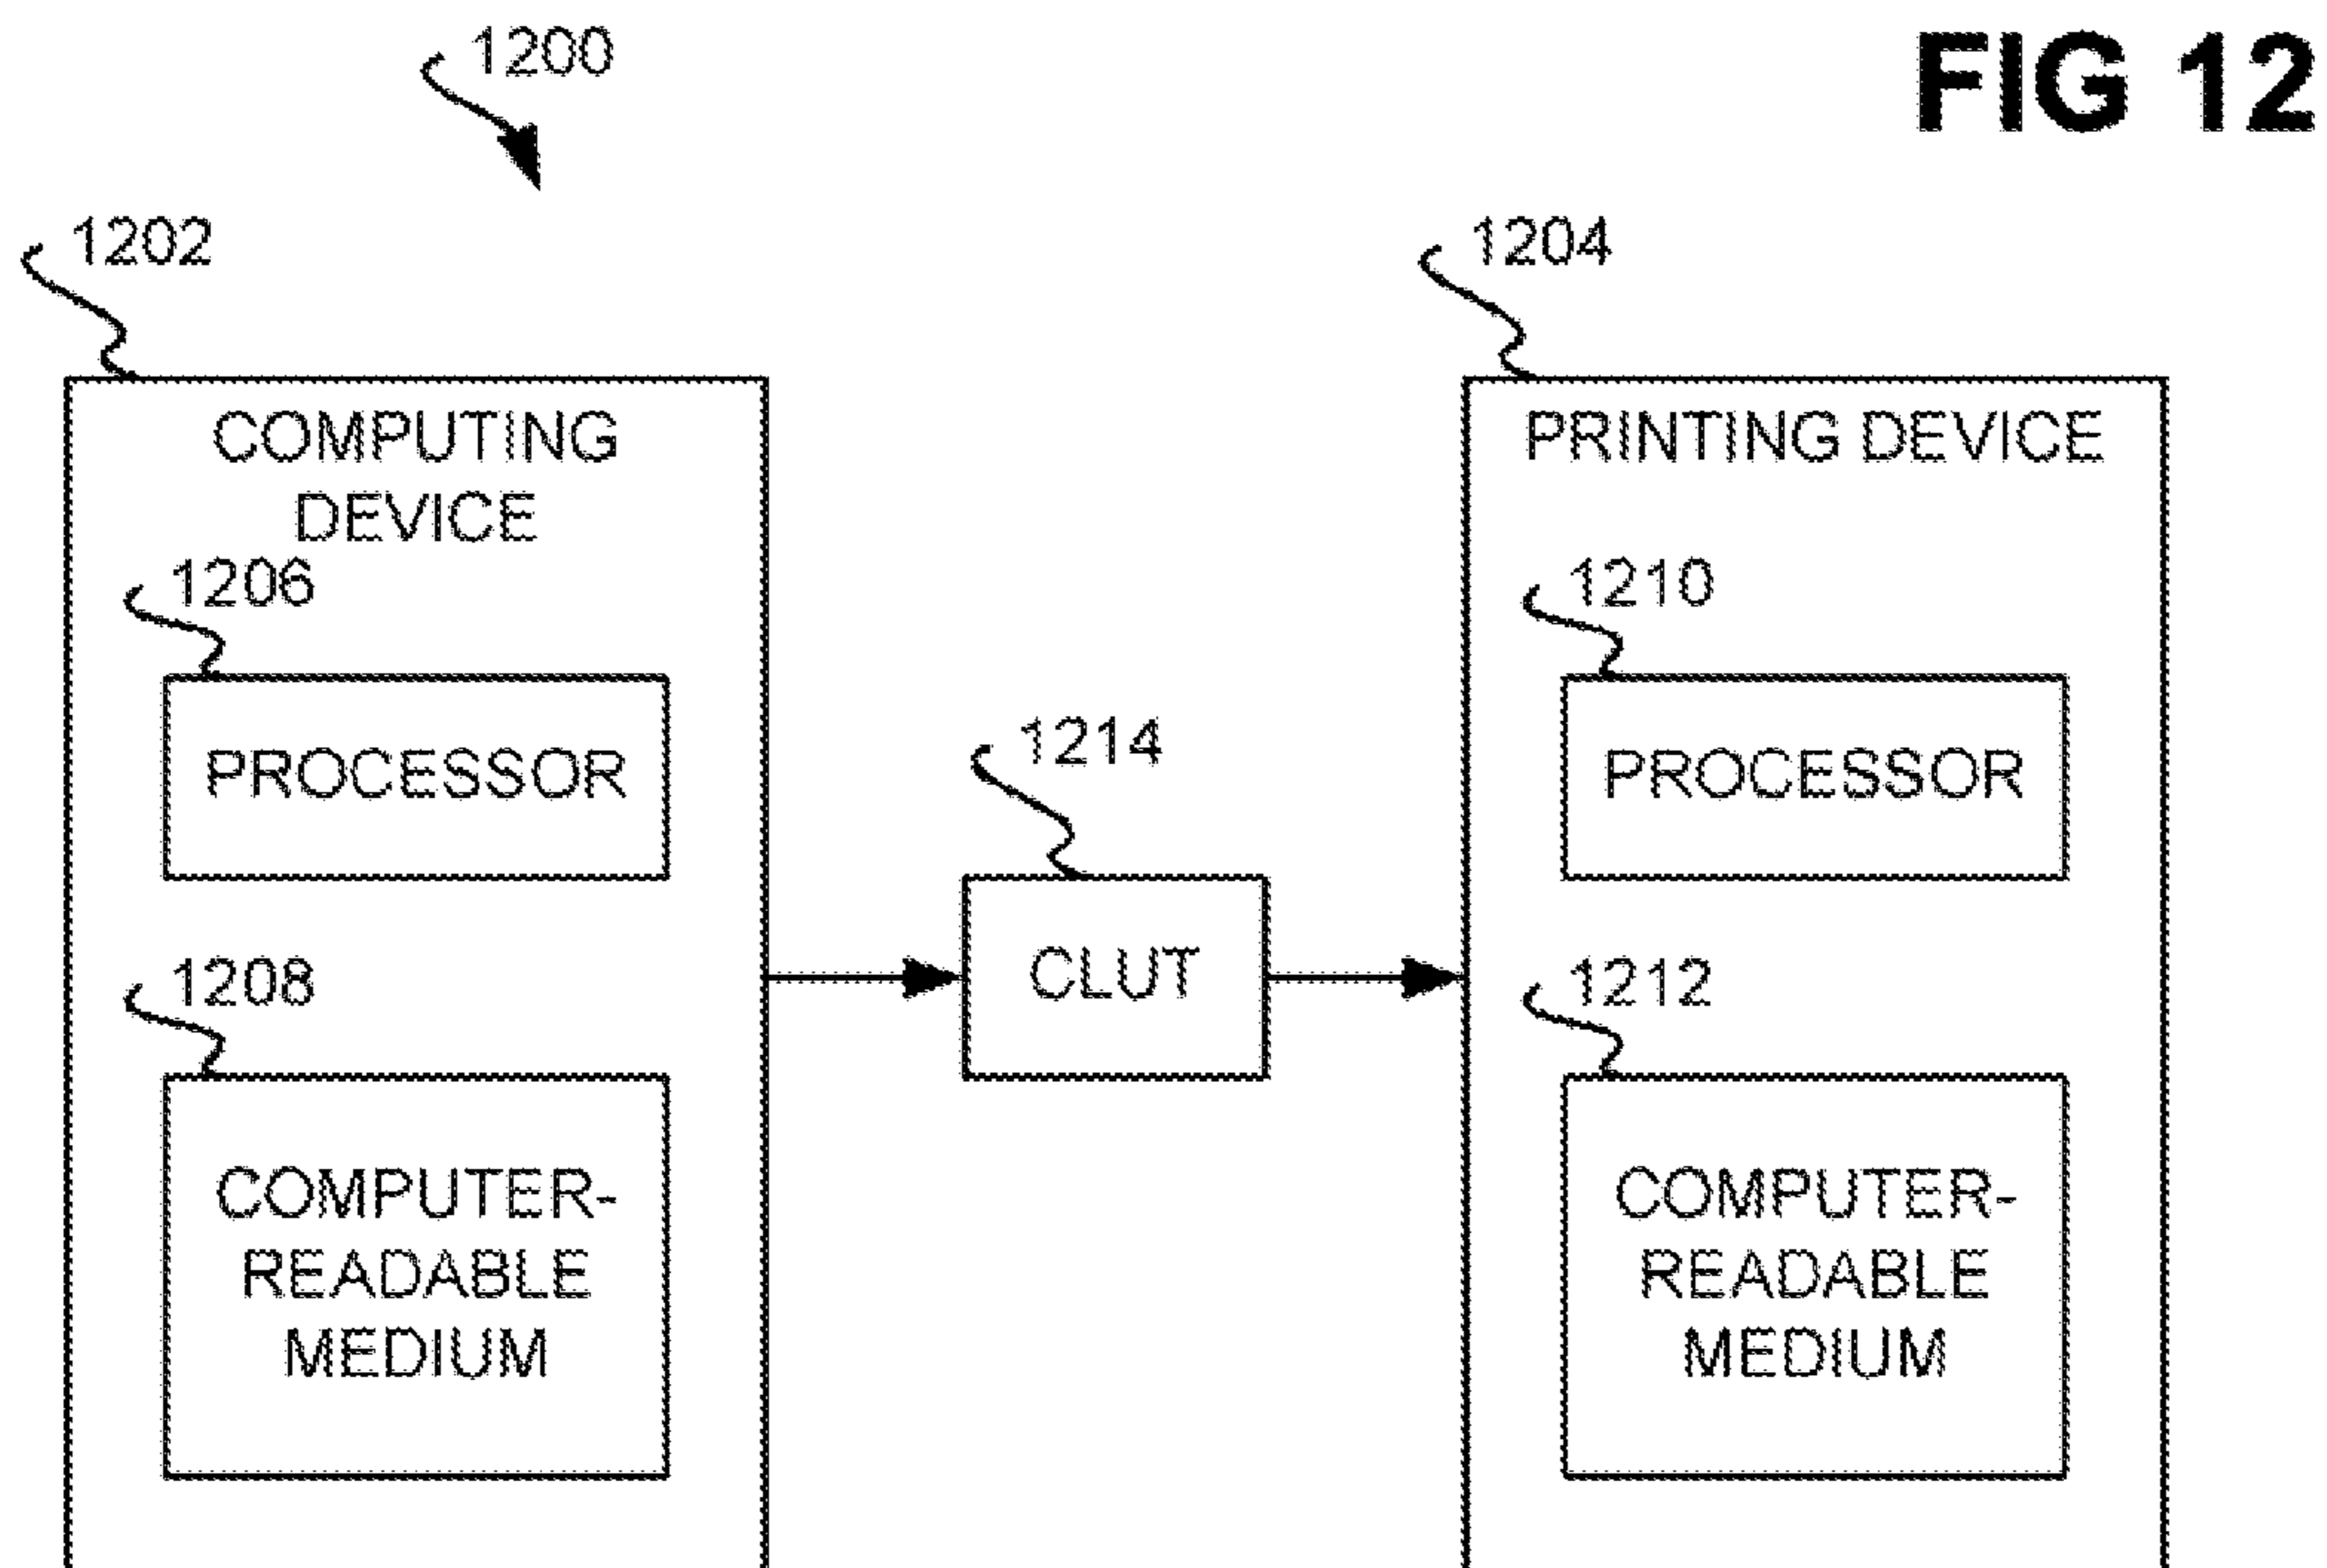 1200
FIG 12
1202
1204
COMPUTING
DEVICE
PRINTING DEVICE
1206
1210
PROCESSOR
PROCESSOR
1214
CLUT
1208
1212
COMPUTER-
READABLE
MEDIUM
COMPUTER-
READABLE
MEDIUM